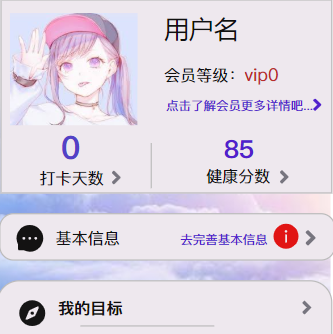 用户名
会员等级：vip0
点击了解会员更多详情吧...
0
85
打卡天数
健康分数
基本信息
去完善基本信息
我的目标